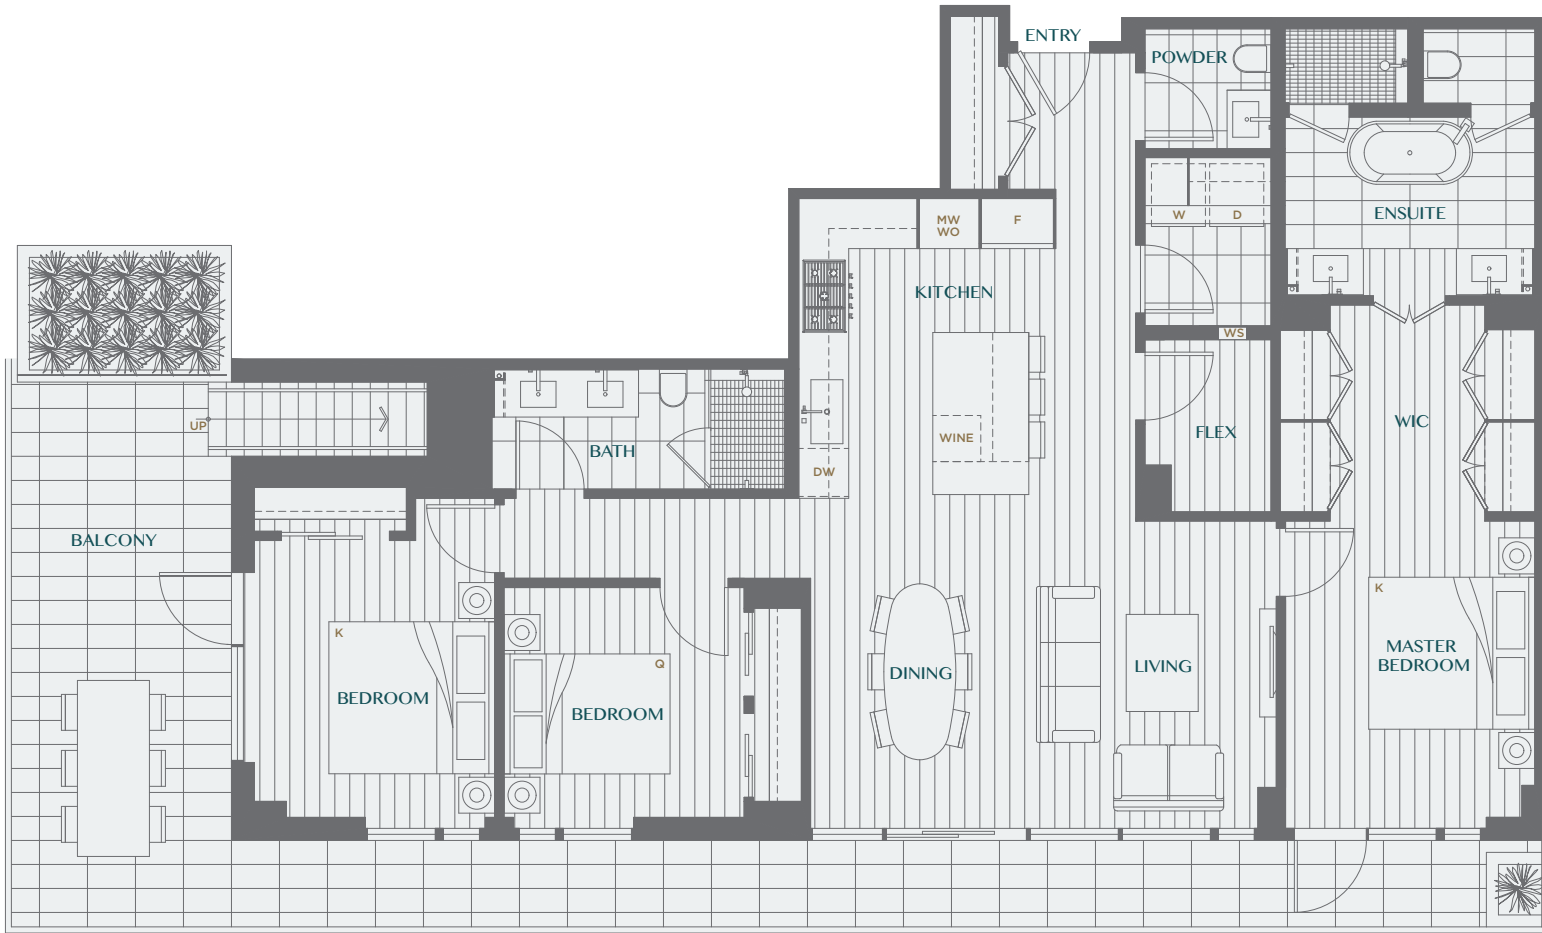 ENTRY
POWDER
MW
WO
F
W
D
ENSUITE
KITCHEN
WS
UP
BATH
WINE
DW
FLEX
WIC
BALCONY
K
BEDROOM
Q
BEDROOM
DINING
LIVING
K
MASTER
BEDROOM